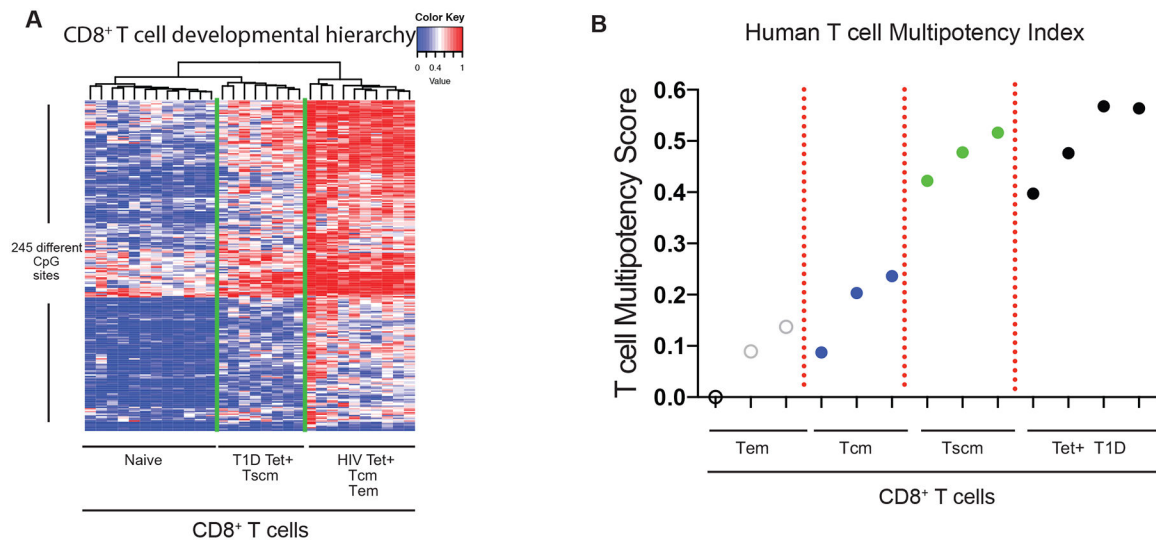 A
CD8+ T cell developmental hierarchy
Color Key
0 0.4 1
Value
245 different
CpG
sites
Naive
T1D Tet+
Tscm
HIV Tet+
Tcm
Tem
CD8+ T cells
B
Human T cell Multipotency Index
T cell Multipotency Score
0.6
0.5
0.4
0.3
0.2
0.1
0.0
Tem
Tcm
Tscm
Tet+ T1D
CD8+ T cells